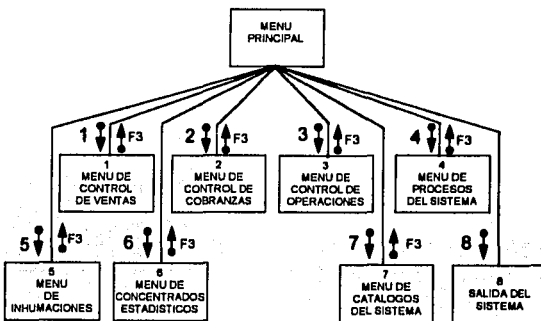 MENU
PRINCIPAL
1 F3 2 F3 3 F3 4 F3
1
MENU DE
CONTROL
DE VENTAS
2
MENU DE
CONTROL DE
COBRANZAS
3
MENU DE
CONTROL DE
OPERACIONES
4
MENU DE
PROCESOS
DEL SISTEMA
5 F3 6 F3 7 F3 8
5
MENU
DE
INHUMACIONES
6
MENU DE
CONCENTRADOS
ESTADISTICOS
7
MENU DE
CATALOGOS
DEL SISTEMA
8
SALIDA DEL
SISTEMA